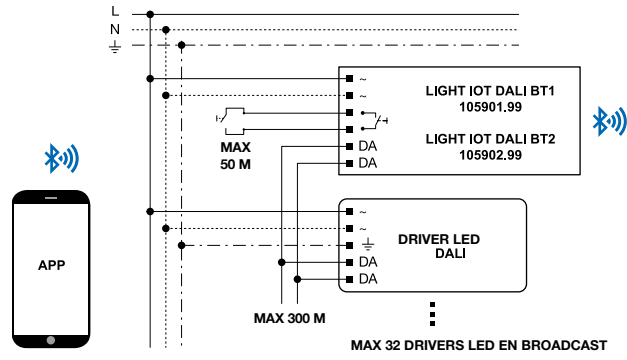 L
N
~
LIGHT IOT DALI BT1
105901.99
~
LIGHT IOT DALI BT2
105902.99
MAX
50 M
DA
DA
APP
~
~
DRIVER LED
DALI
DA
DA
MAX 300 M
MAX 32 DRIVERS LED EN BROADCAST